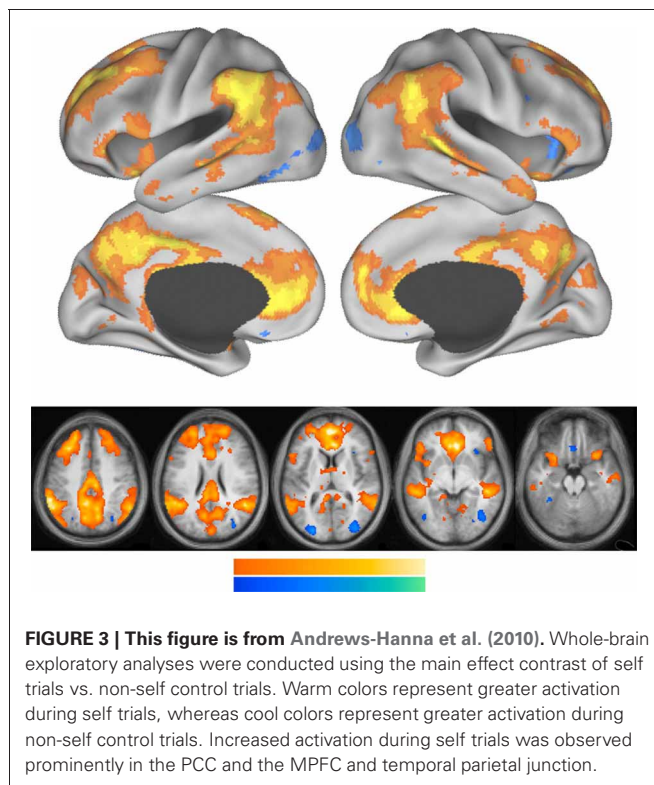 FIGURE 3 | This figure is from Andrews-Hanna et al. (2010). Whole-brain
exploratory analyses were conducted using the main effect contrast of self
trials vs. non-self control trials. Warm colors represent greater activation
during self trials, whereas cool colors represent greater activation during
non-self control trials. Increased activation during self trials was observed
prominently in the PCC and the MPFC and temporal parietal junction.